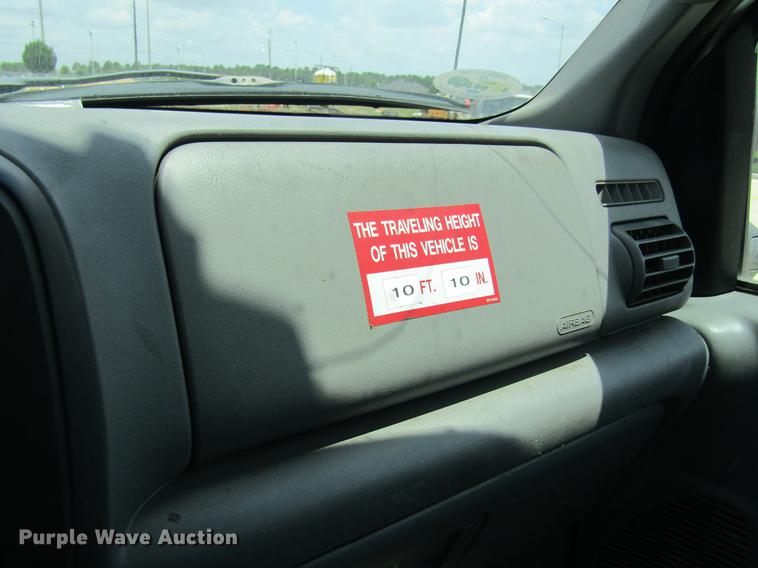 THE TRAVELING HEIGHT
OF THIS VEHICLE IS
10 FT. 10 IN.
AIRBAG
Purple Wave Auction